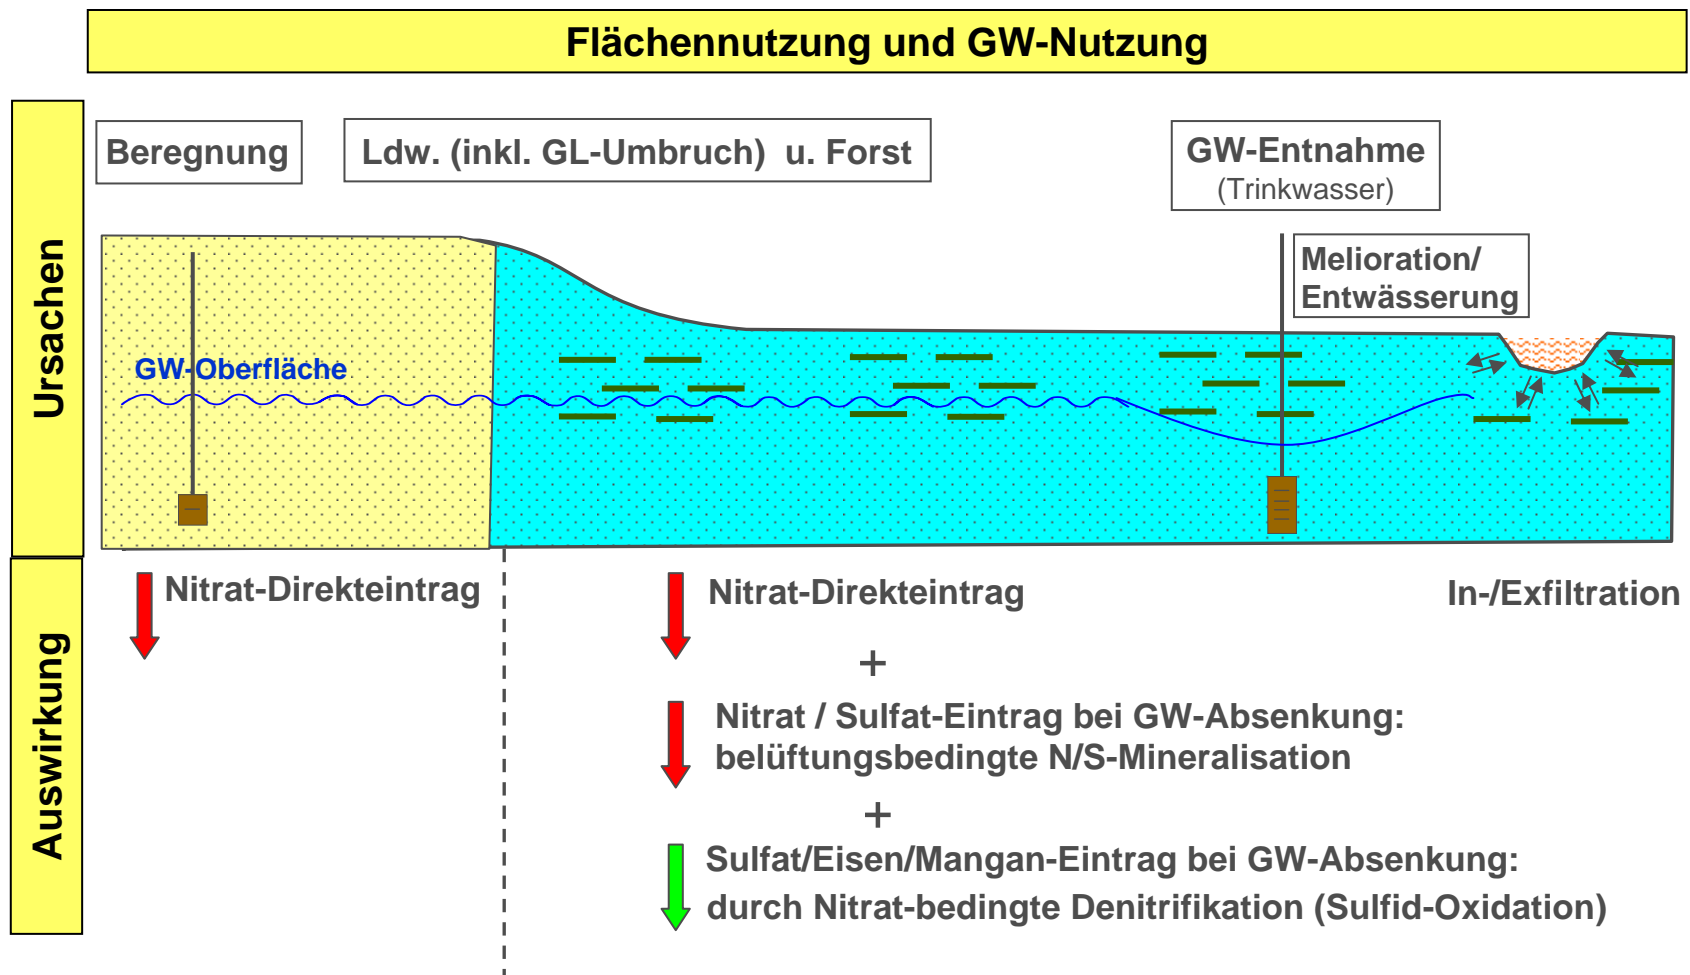 Flächennutzung und GW-Nutzung
Ursachen
Beregnung
Ldw. (inkl. GL-Umbruch) u. Forst
GW-Entnahme
(Trinkwasser)
Melioration/
Entwässerung
GW-Oberfläche
Auswirkung
Nitrat-Direkteintrag
Nitrat-Direkteintrag
In-/Exfiltration
+
Nitrat / Sulfat-Eintrag bei GW-Absenkung:
belüftungsbedingte N/S-Mineralisation
+
Sulfat/Eisen/Mangan-Eintrag bei GW-Absenkung:
durch Nitrat-bedingte Denitrifikation (Sulfid-Oxidation)